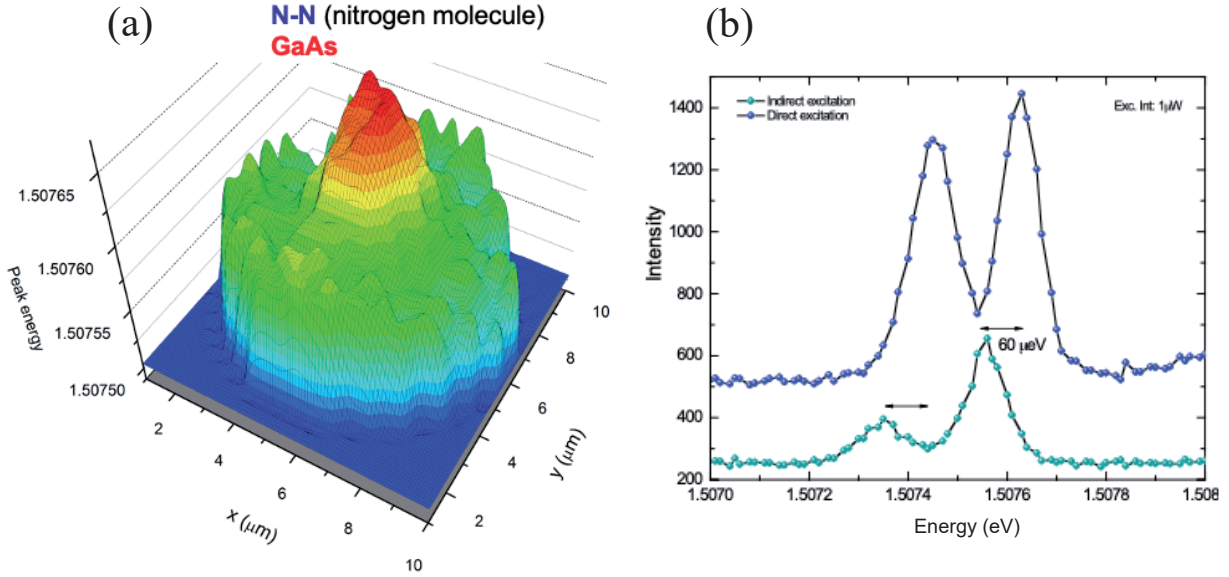 (a)
N-N (nitrogen molecule)
GaAs
1.50765
1.50760
1.50755
1.50750
Peak energy
2
4
6
8
10
x (μm)
2
4
6
8
10
y (μm)
(b)
Indirect excitation
Direct excitation
Exc. Int: 1μW
1400
1200
1000
800
600
400
200
Intensity
60 μeV
1.5070
1.5072
1.5074
1.5076
1.5078
1.508
Energy (eV)